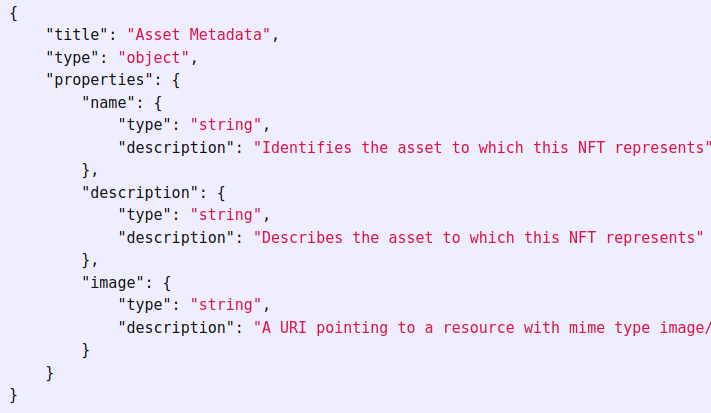 {
    "title": "Asset Metadata",
    "type": "object",
    "properties": {
        "name": {
            "type": "string",
            "description": "Identifies the asset to which this NFT represents"
        },
        "description": {
            "type": "string",
            "description": "Describes the asset to which this NFT represents"
        },
        "image": {
            "type": "string",
            "description": "A URI pointing to a resource with mime type image/
        }
    }
}